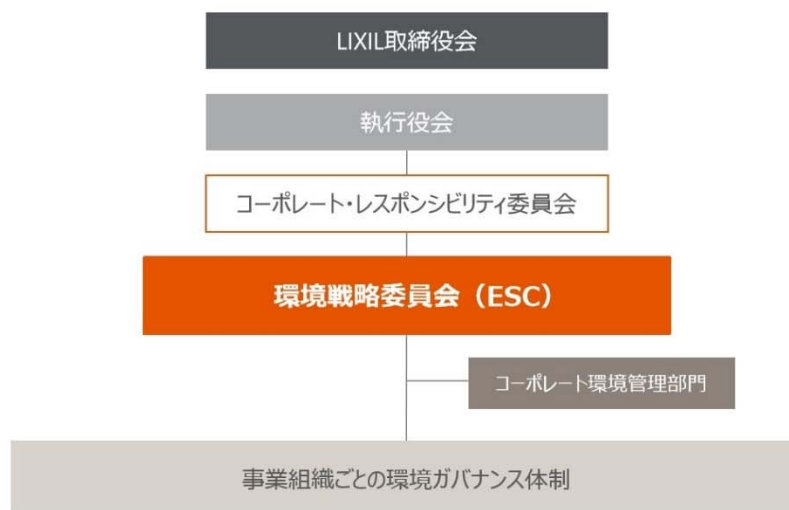 LIXIL取締役会
執行役会
コーポレート・レスポンシビリティ委員会
環境戦略委員会（ESC）
コーポレート環境管理部門
事業組織ごとの環境ガバナンス体制